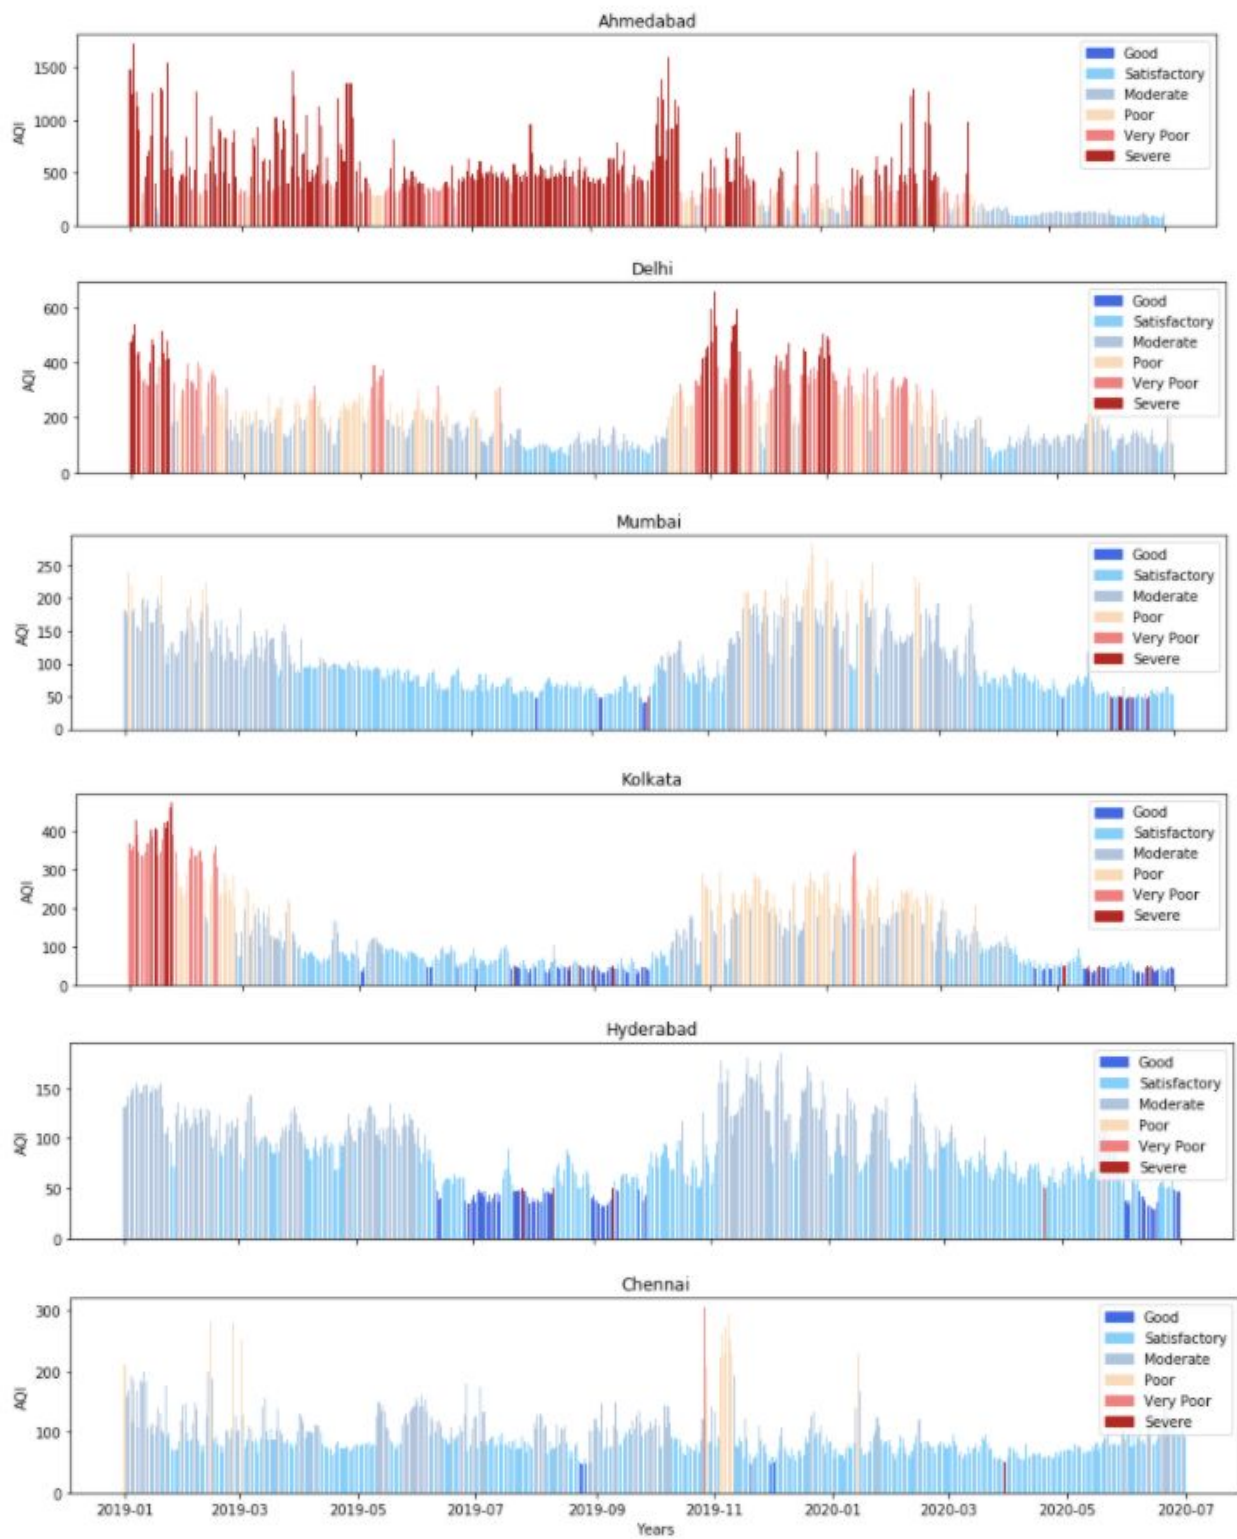 Ahmedabad
AQI
1500
1000
500
0
Good
Satisfactory
Moderate
Poor
Very Poor
Severe
Delhi
AQI
600
400
200
0
Good
Satisfactory
Moderate
Poor
Very Poor
Severe
Mumbai
AQI
250
200
150
100
50
0
Good
Satisfactory
Moderate
Poor
Very Poor
Severe
Kolkata
AQI
400
300
200
100
0
Good
Satisfactory
Moderate
Poor
Very Poor
Severe
Hyderabad
AQI
150
100
50
0
Good
Satisfactory
Moderate
Poor
Very Poor
Severe
Chennai
AQI
300
200
100
0
Good
Satisfactory
Moderate
Poor
Very Poor
Severe
2019-01 2019-03 2019-05 2019-07 2019-09 2019-11 2020-01 2020-03 2020-05 2020-07
Years